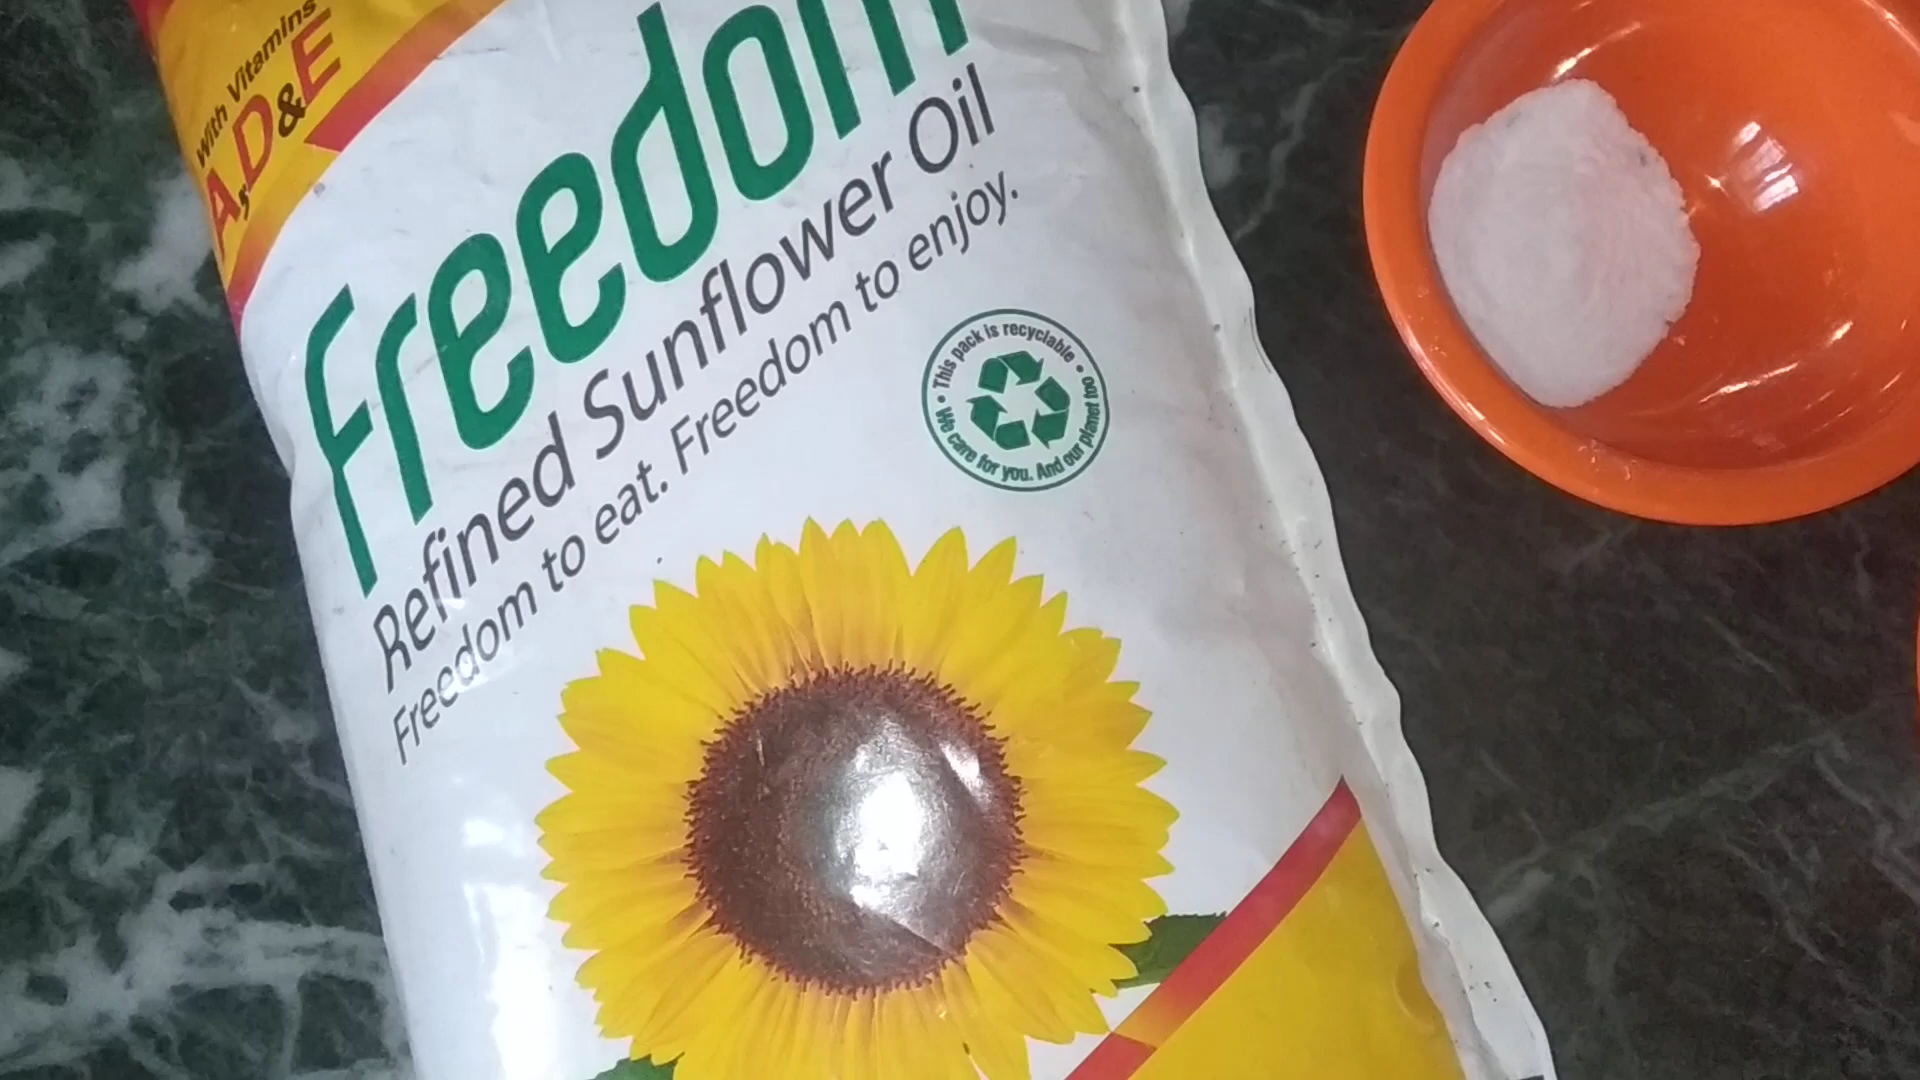 With Vitamins
A, D & E
freedom
Refined Sunflower Oil
Freedom to eat. Freedom to enjoy.
• This pack is recyclable •
We care for you. And our planet too